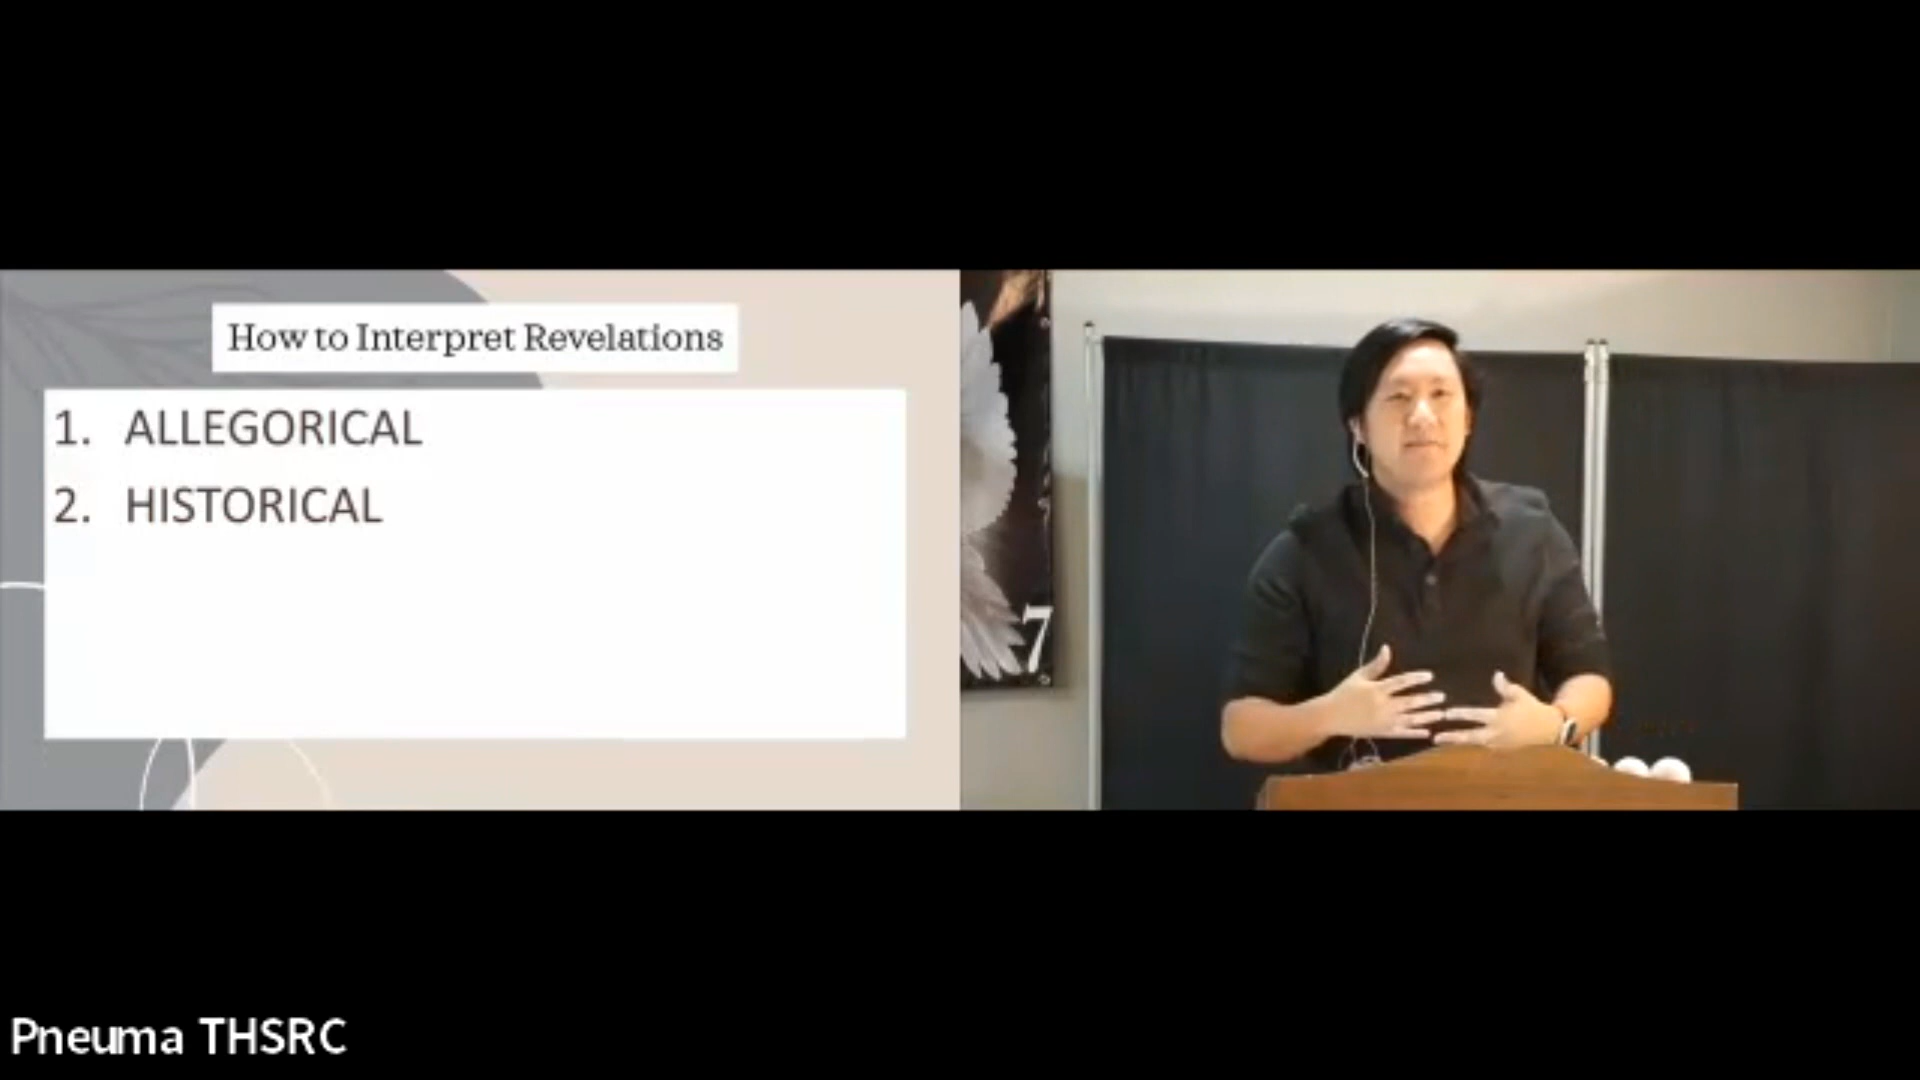 How to Interpret Revelations
1. ALLEGORICAL
2. HISTORICAL
7
Pneuma THSRC